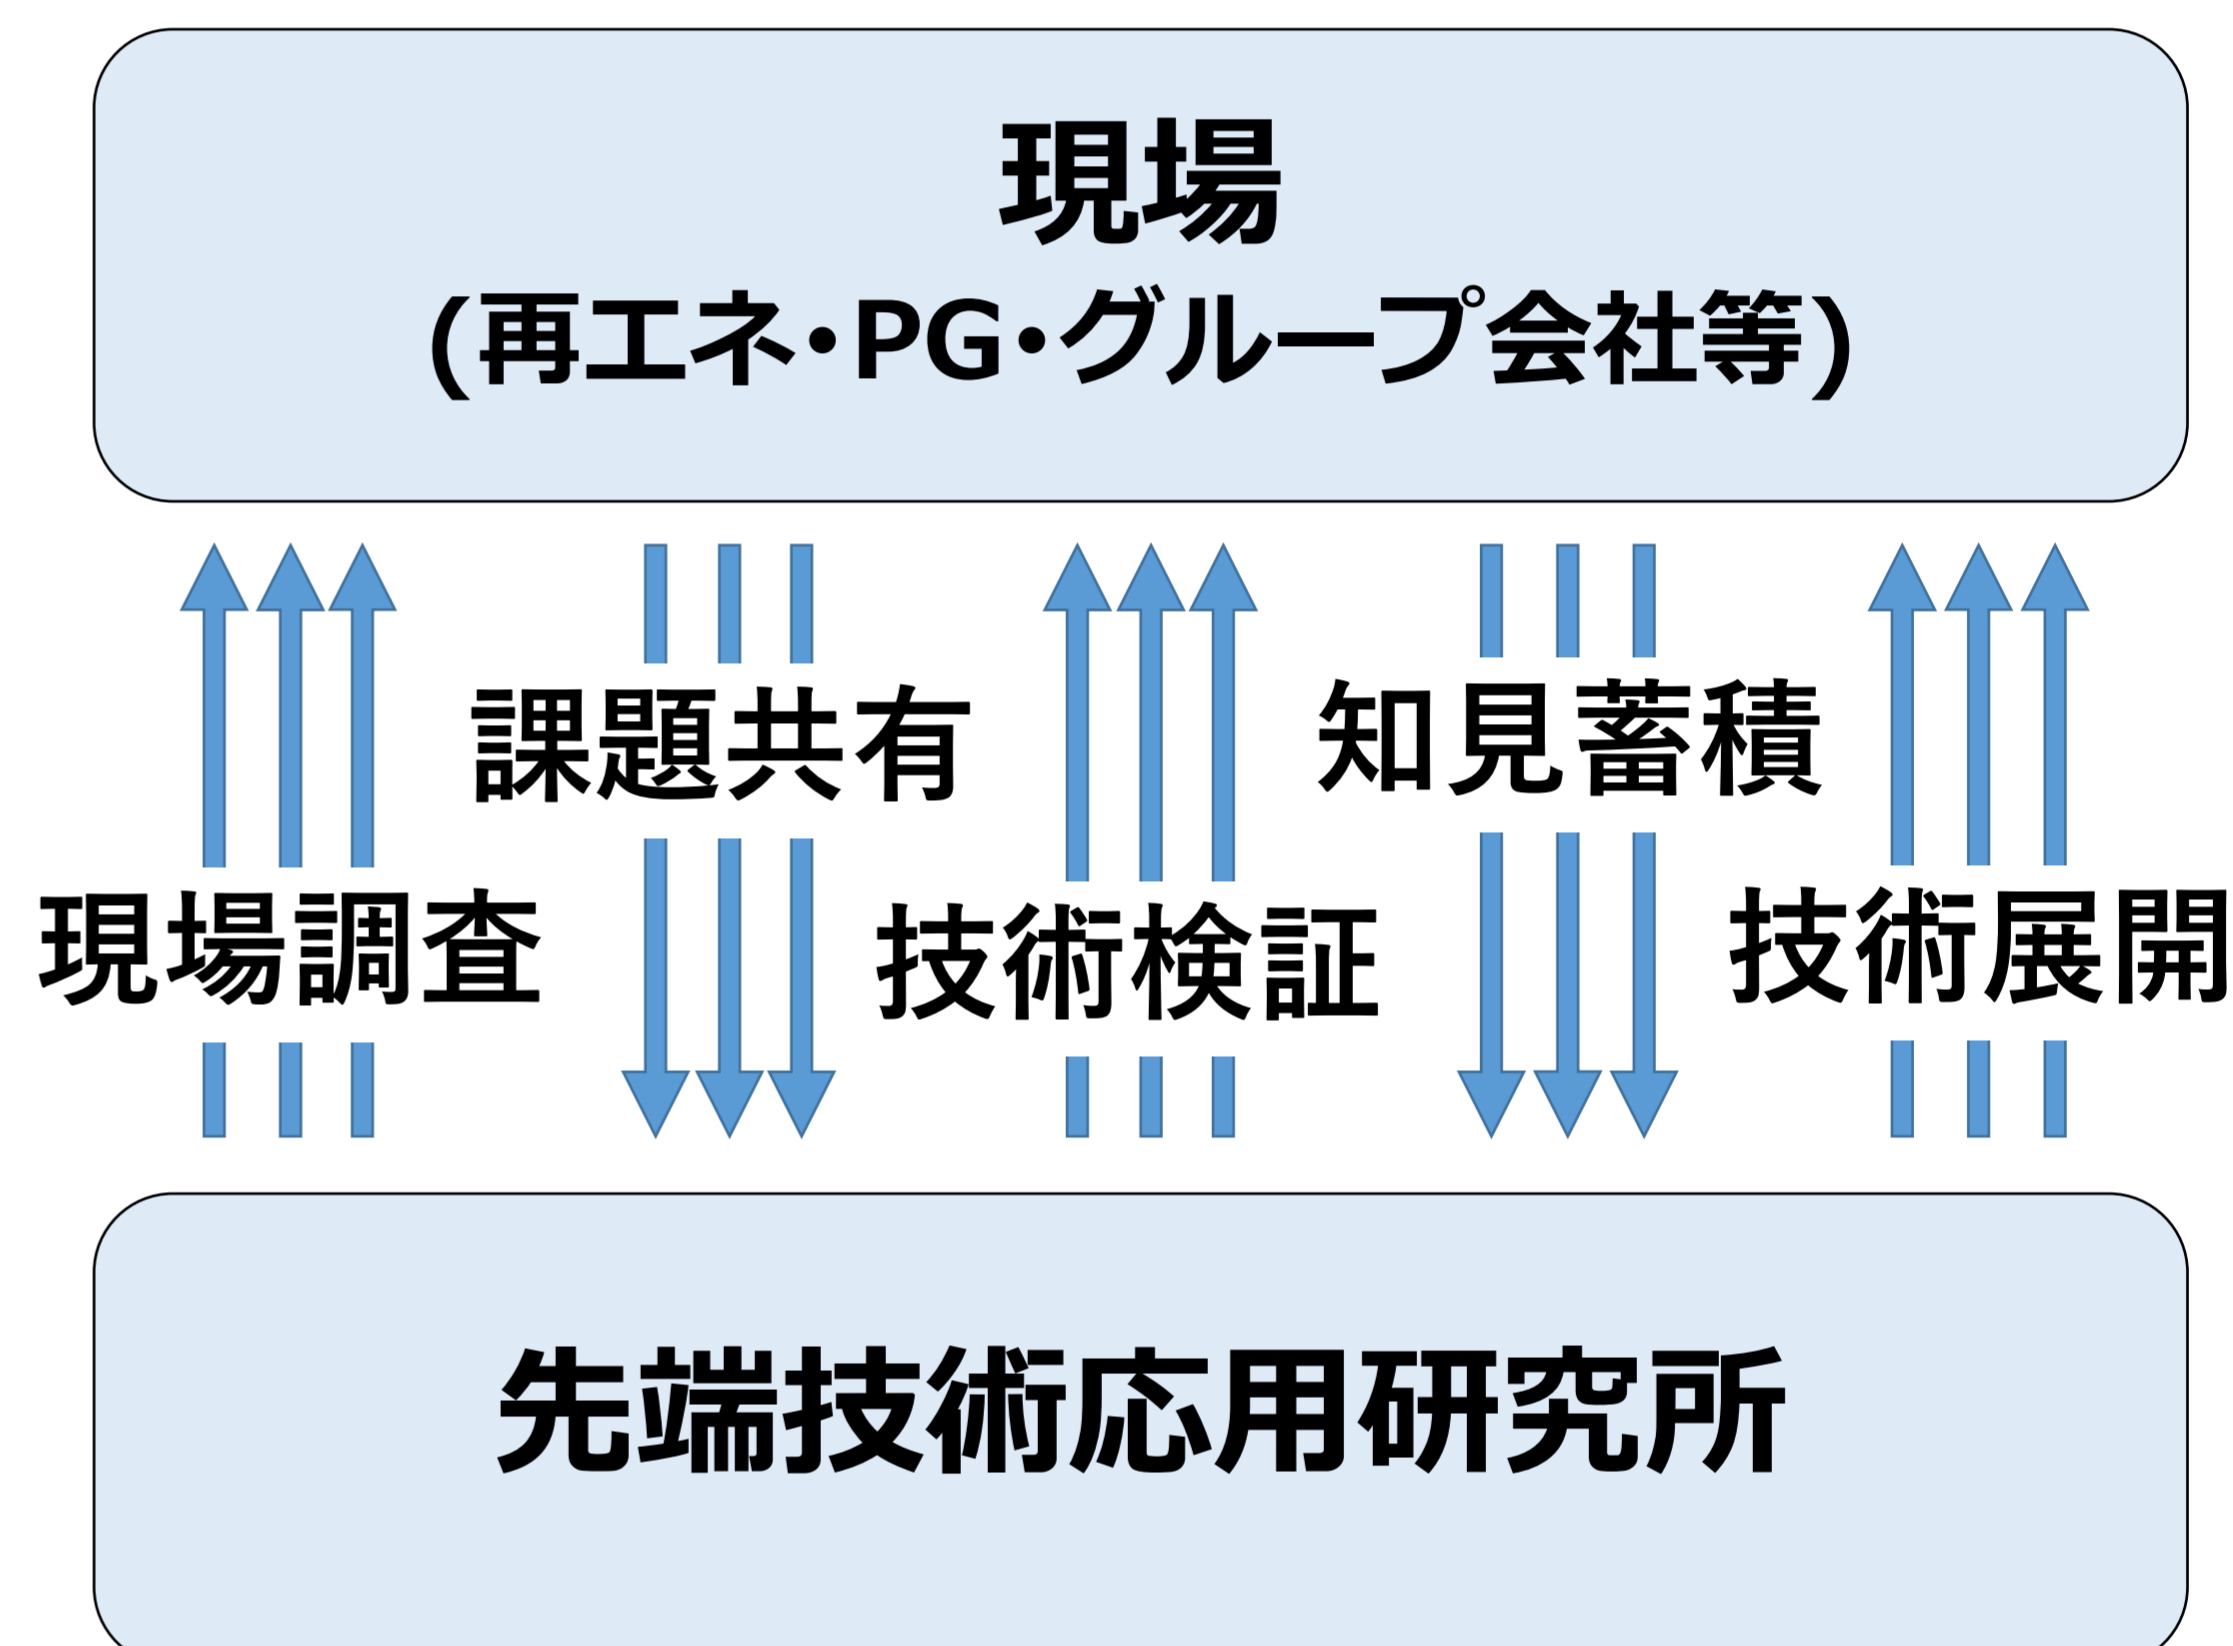 現場
(再エネ・PG・グループ会社等)
課題共有
知見蓄積
現場調査
技術検証
技術展開
先端技術応用研究所